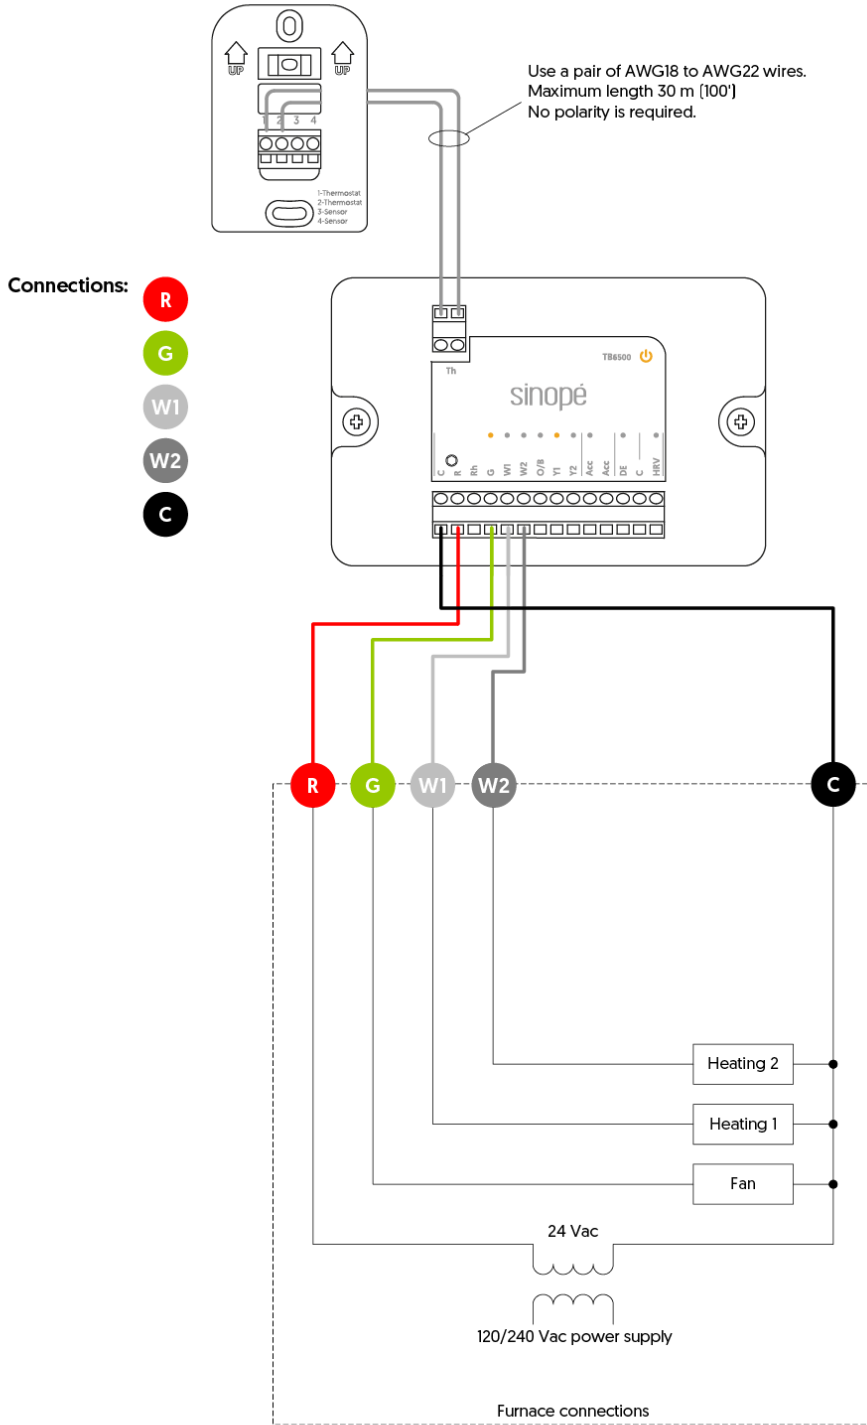 UP
UP
1 2 3 4
1-Thermostat
2-Thermostat
3-Sensor
4-Sensor
Use a pair of AWG18 to AWG22 wires.
Maximum length 30 m (100')
No polarity is required.
Connections:
R
G
W1
W2
C
Th
TB6500
sinopé
C R Rh G W1 W2 O/B Y1 Y2 Acc Acc DE C HRV
R G W1 W2 C
Heating 2
Heating 1
Fan
24 Vac
120/240 Vac power supply
Furnace connections